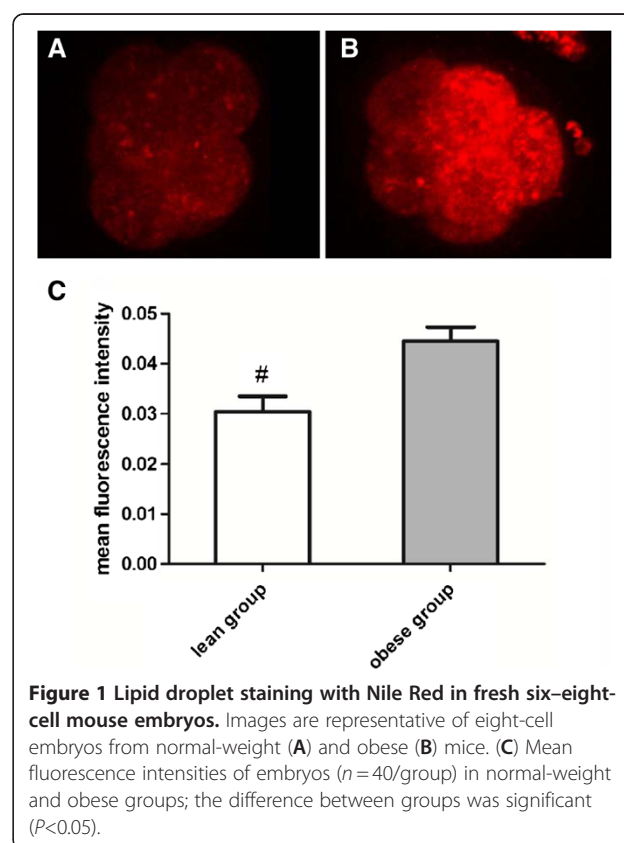 A
B
C
mean fluorescence intensity
0.05
0.04
0.03
0.02
0.01
0.00
#
lean group
obese group
Figure 1 Lipid droplet staining with Nile Red in fresh six–eight-
cell mouse embryos. Images are representative of eight-cell
embryos from normal-weight (A) and obese (B) mice. (C) Mean
fluorescence intensities of embryos (n = 40/group) in normal-weight
and obese groups; the difference between groups was significant
(P<0.05).